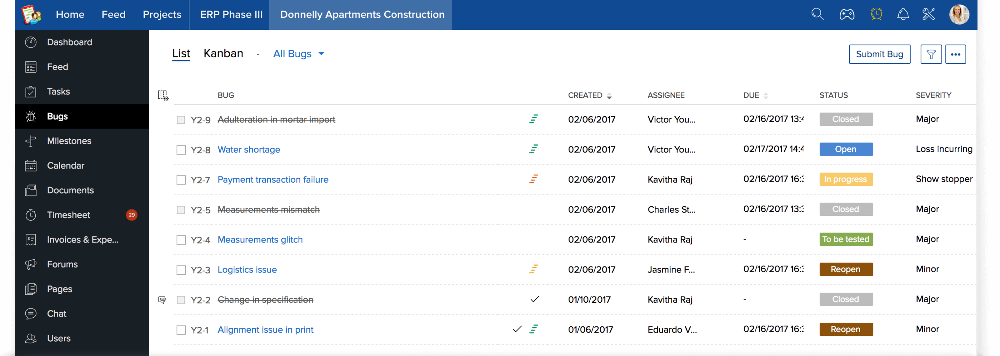 Home Feed Projects ERP Phase III Donnelly Apartments Construction
Dashboard
Feed
Tasks
Bugs
Milestones
Calendar
Documents
Timesheet 29
Invoices & Expe...
Forums
Pages
Chat
Users
List Kanban - All Bugs Submit Bug
BUG CREATED ASSIGNEE DUE STATUS SEVERITY
Y2-9 Adulteration in mortar import 02/06/2017 Victor You... 02/16/2017 13:4 Closed Major
Y2-8 Water shortage 02/06/2017 Victor You... 02/17/2017 14:4 Open Loss incurring
Y2-7 Payment transaction failure 02/06/2017 Kavitha Raj 02/16/2017 16:3 In progress Show stopper
Y2-5 Measurements mismatch 02/06/2017 Charles St... 02/16/2017 13:3 Closed Major
Y2-4 Measurements glitch 02/06/2017 Kavitha Raj - To be tested Major
Y2-3 Logistics issue 02/06/2017 Jasmine F... 02/16/2017 16:3 Reopen Minor
Y2-2 Change in specification 01/10/2017 Kavitha Raj - Closed Major
Y2-1 Alignment issue in print 01/06/2017 Eduardo V... 02/16/2017 16:3 Reopen Minor